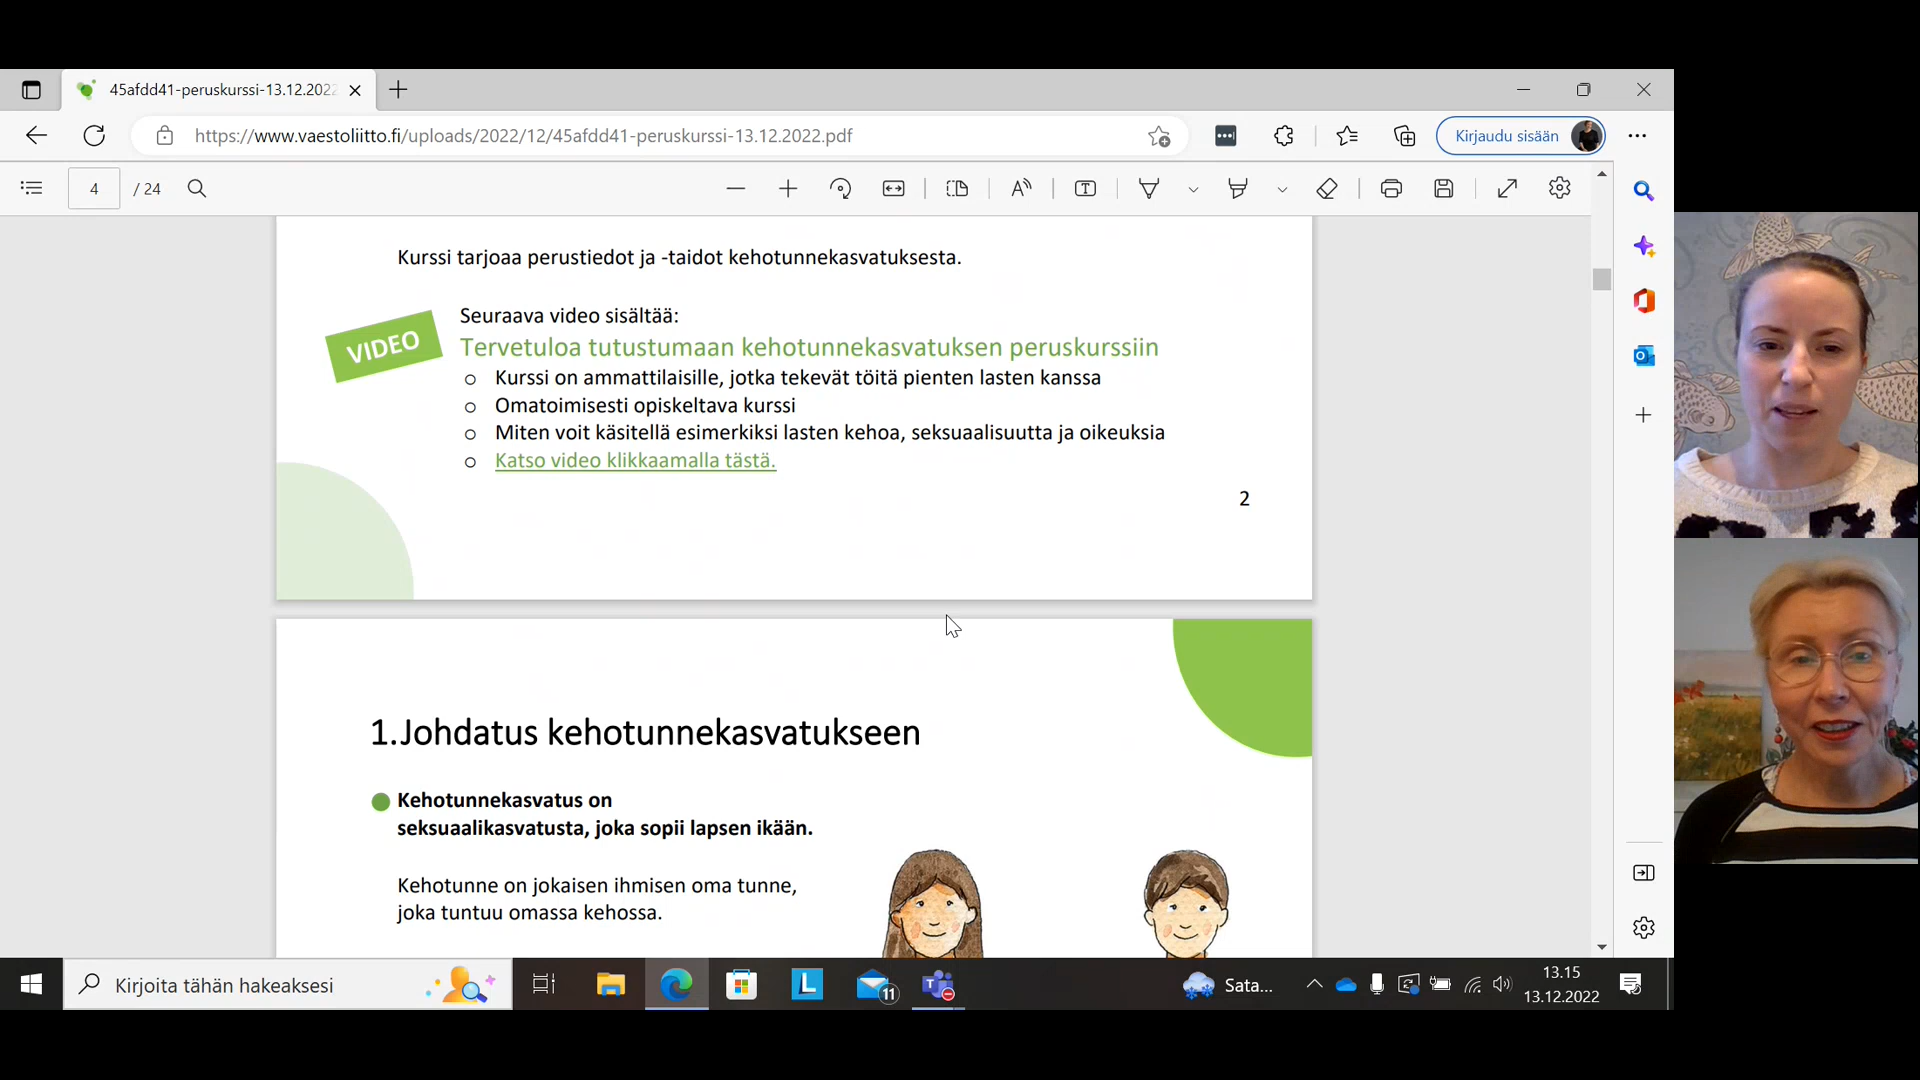 45afdd41-peruskurssi-13.12.2022
https://www.vaestoliitto.fi/uploads/2022/12/45afdd41-peruskurssi-13.12.2022.pdf
Kirjaudu sisään
4 / 24
Kurssi tarjoaa perustiedot ja -taidot kehotunnekasvatuksesta.
VIDEO
Seuraava video sisältää:
Tervetuloa tutustumaan kehotunnekasvatuksen peruskurssiin
o Kurssi on ammattilaisille, jotka tekevät töitä pienten lasten kanssa
o Omatoimisesti opiskeltava kurssi
o Miten voit käsitellä esimerkiksi lasten kehoa, seksuaalisuutta ja oikeuksia
o Katso video klikkaamalla tästä.
2
1.Johdatus kehotunnekasvatukseen
Kehotunnekasvatus on
seksuaalikasvatusta, joka sopii lapsen ikään.
Kehotunne on jokaisen ihmisen oma tunne,
joka tuntuu omassa kehossa.
Kirjoita tähän hakeaksesi
L
11
T
Sata...
13.15
13.12.2022